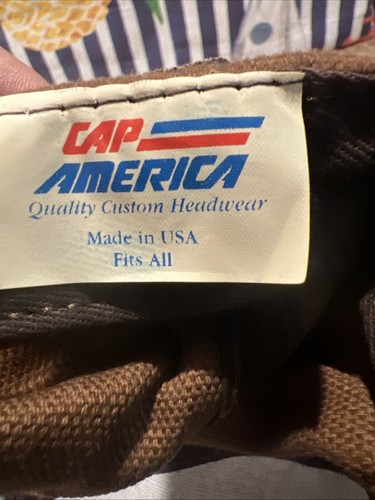 CAP
AMERICA
Quality Custom Headwear
Made in USA
Fits All